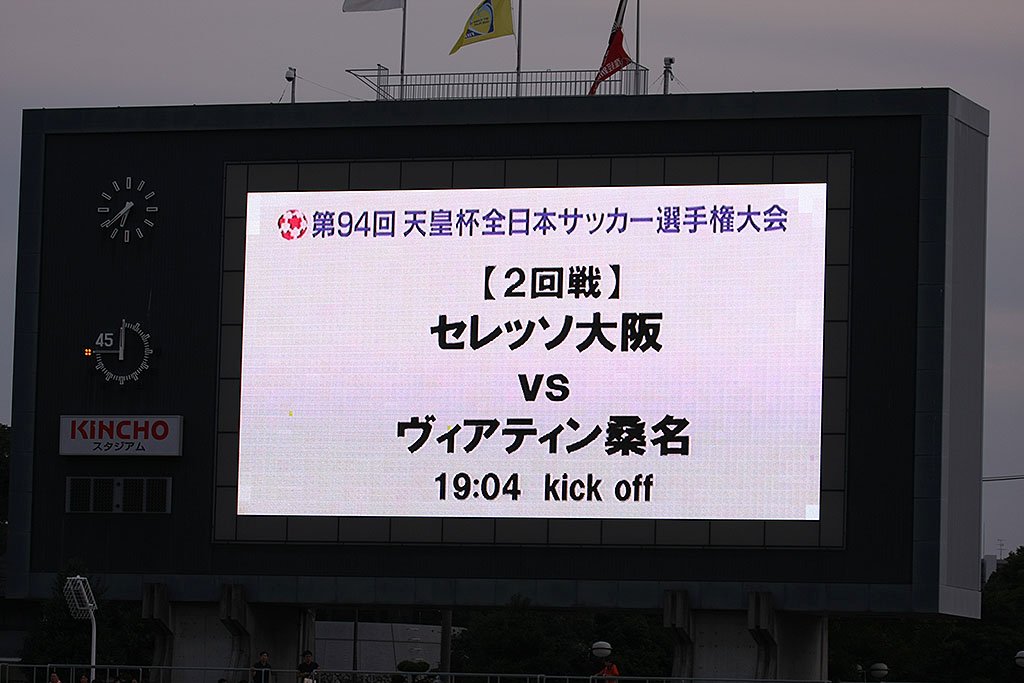 第94回 天皇杯全日本サッカー選手権大会
【2回戦】
セレッソ大阪
vs
ヴィアティン桑名
19:04 kick off
45
KiNCHO
スタジアム